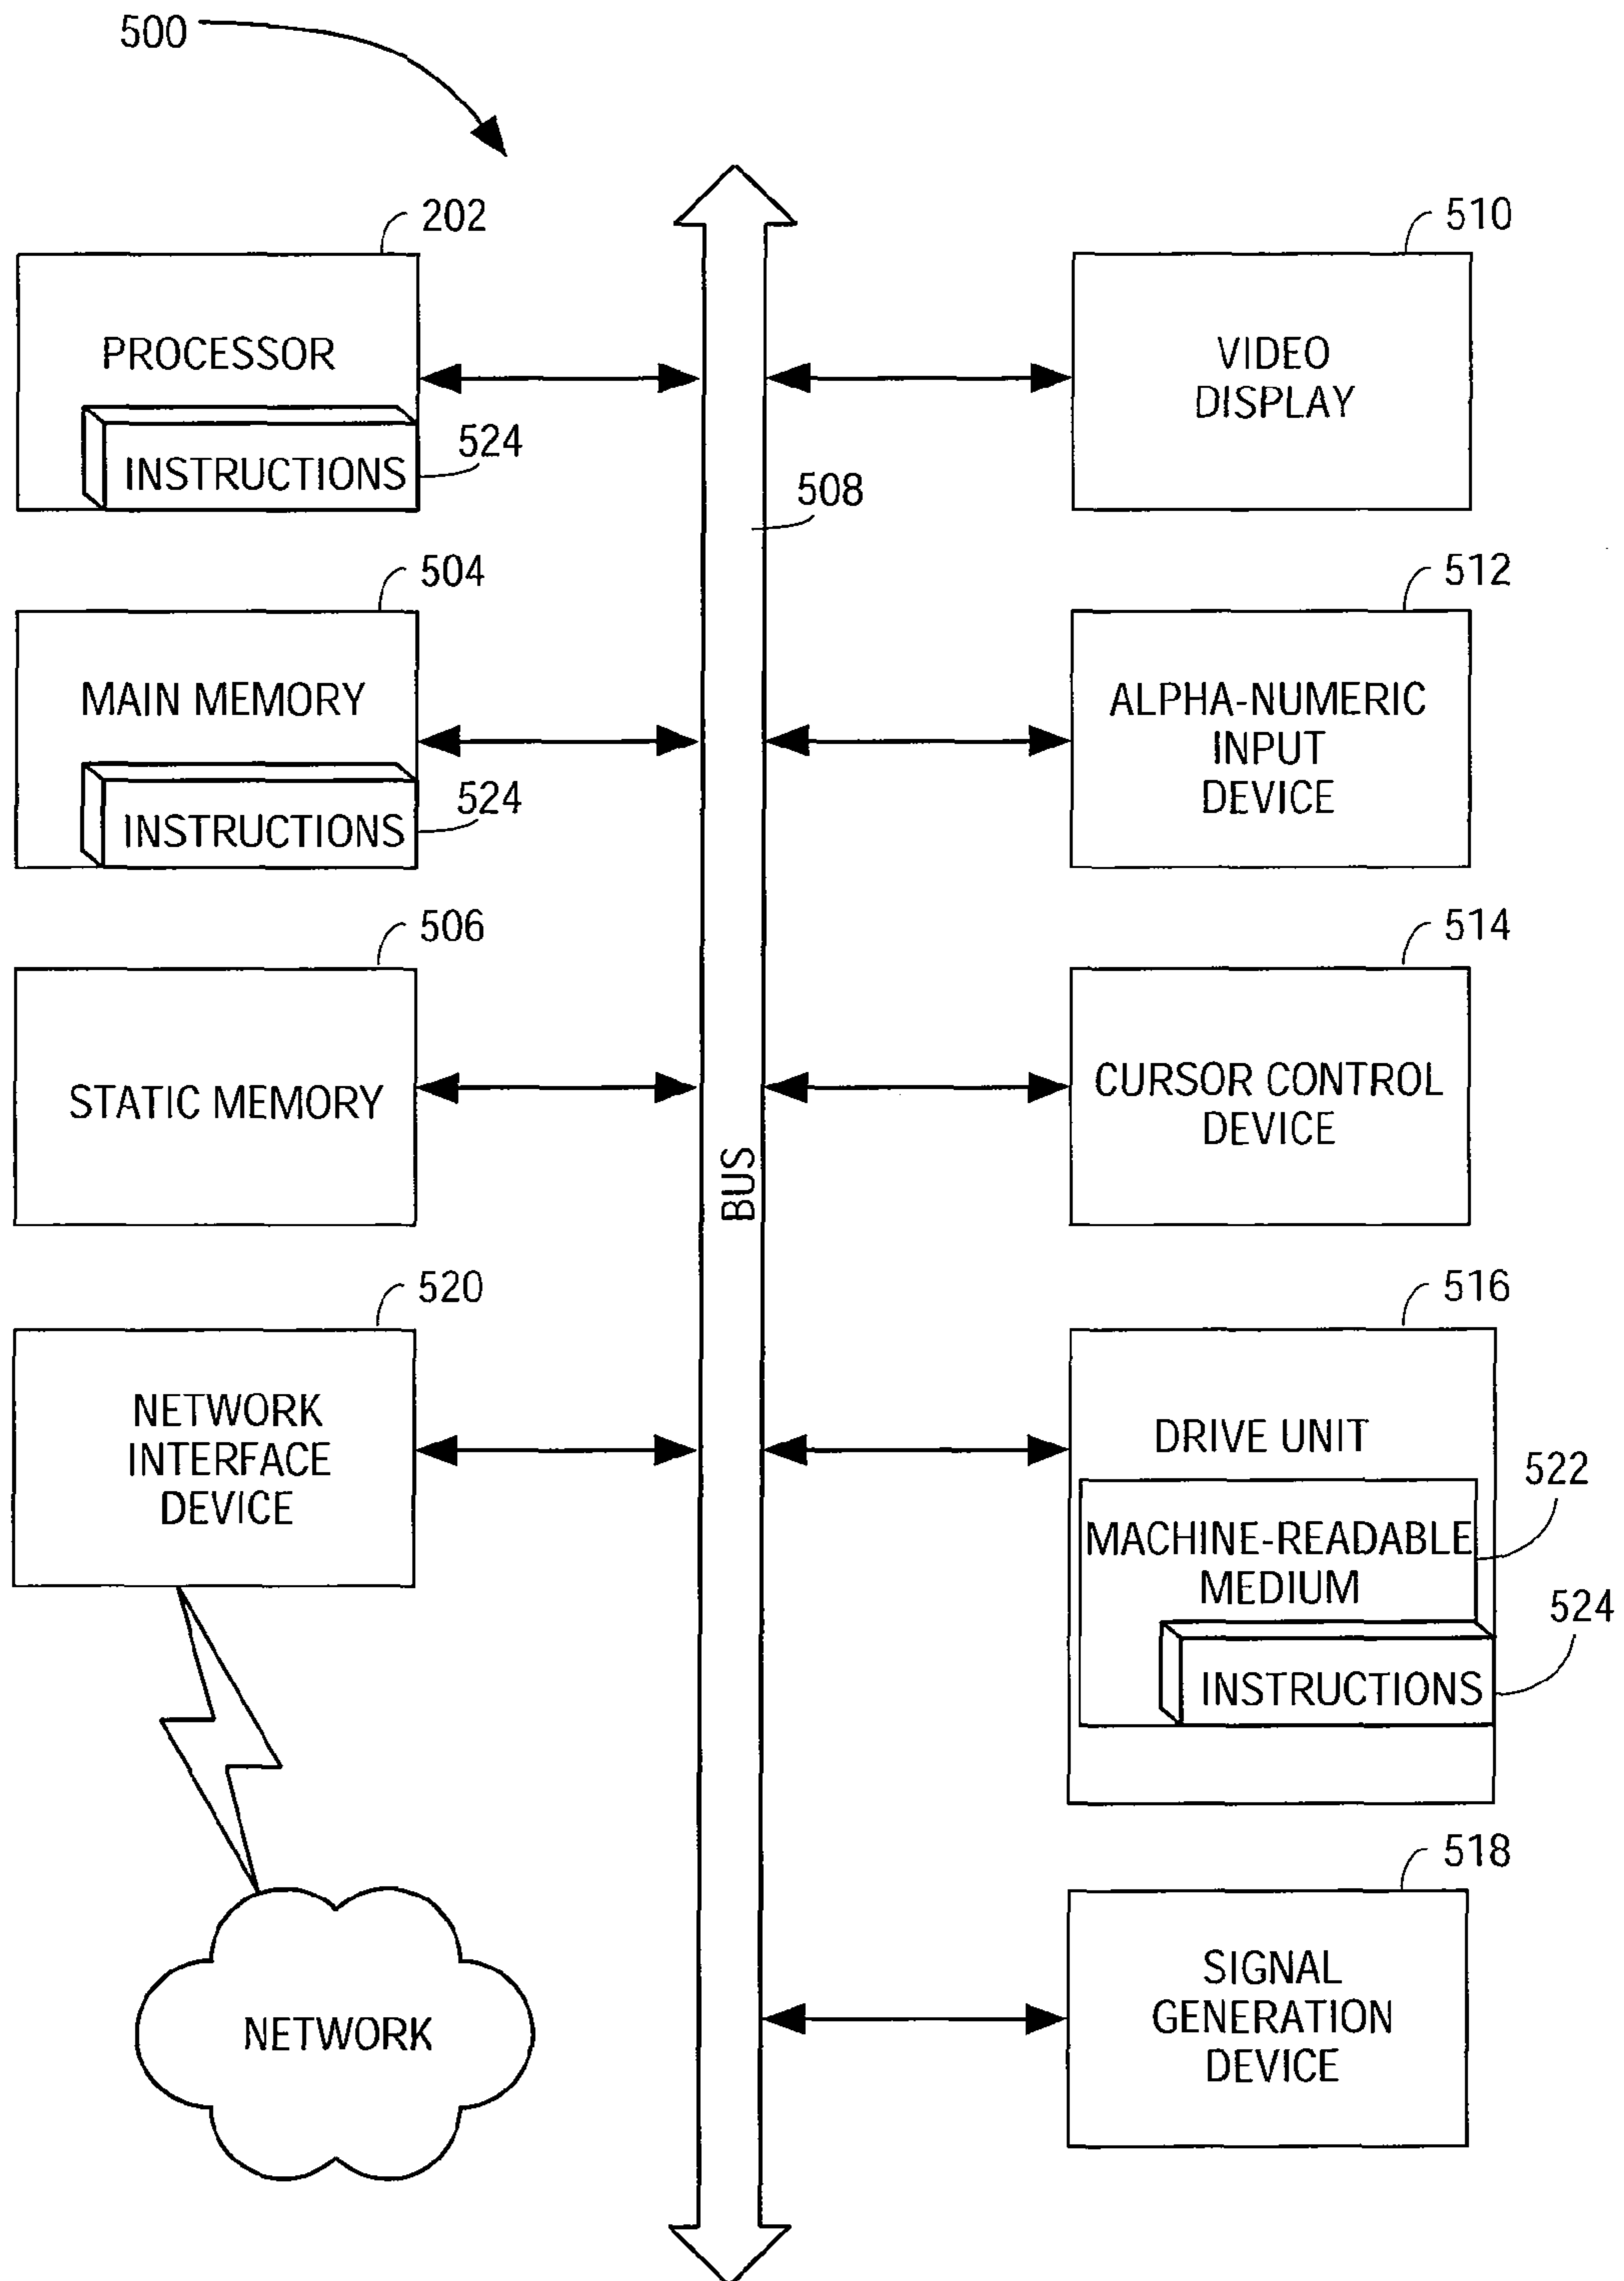 500
202
PROCESSOR
INSTRUCTIONS
524
504
MAIN MEMORY
INSTRUCTIONS
524
506
STATIC MEMORY
520
NETWORK
INTERFACE
DEVICE
NETWORK
508
BUS
510
VIDEO
DISPLAY
512
ALPHA-NUMERIC
INPUT
DEVICE
514
CURSOR CONTROL
DEVICE
516
DRIVE UNIT
522
MACHINE-READABLE
MEDIUM
524
INSTRUCTIONS
518
SIGNAL
GENERATION
DEVICE